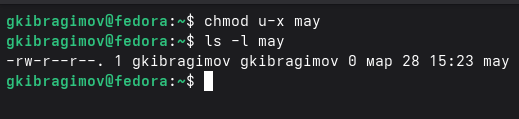 gkibragimov@fedora:~$ chmod u-x may
gkibragimov@fedora:~$ ls -l may
-rw-r--r--. 1 gkibragimov gkibragimov 0 мар 28 15:23 may
gkibragimov@fedora:~$